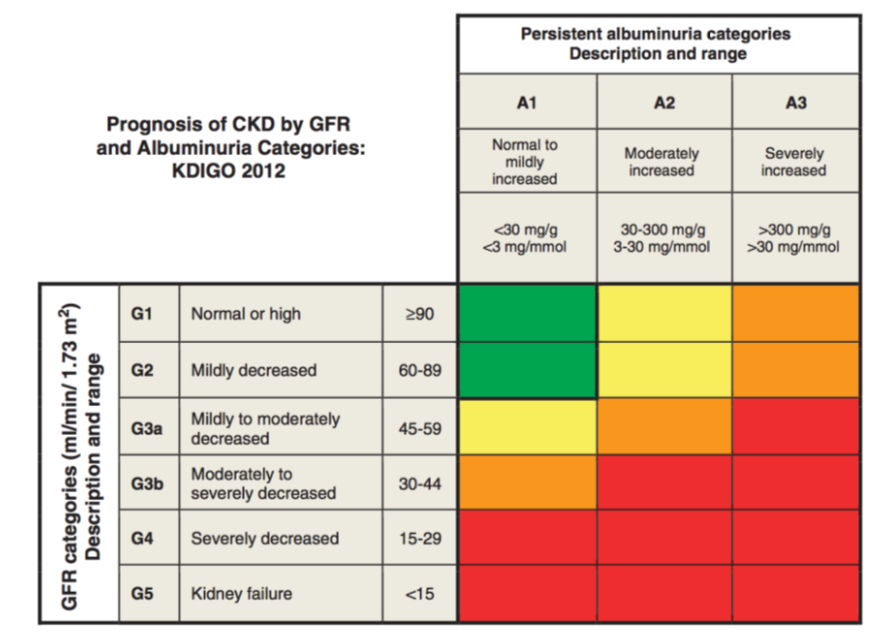 Persistent albuminuria categories
Description and range
Prognosis of CKD by GFR
and Albuminuria Categories:
KDIGO 2012
A1
A2
A3
Normal to
mildly
increased
Moderately
increased
Severely
increased
<30 mg/g
<3 mg/mmol
30-300 mg/g
3-30 mg/mmol
>300 mg/g
>30 mg/mmol
GFR categories (ml/min/ 1.73 m²)
Description and range
G1
Normal or high
≥90
G2
Mildly decreased
60-89
G3a
Mildly to moderately
decreased
45-59
G3b
Moderately to
severely decreased
30-44
G4
Severely decreased
15-29
G5
Kidney failure
<15